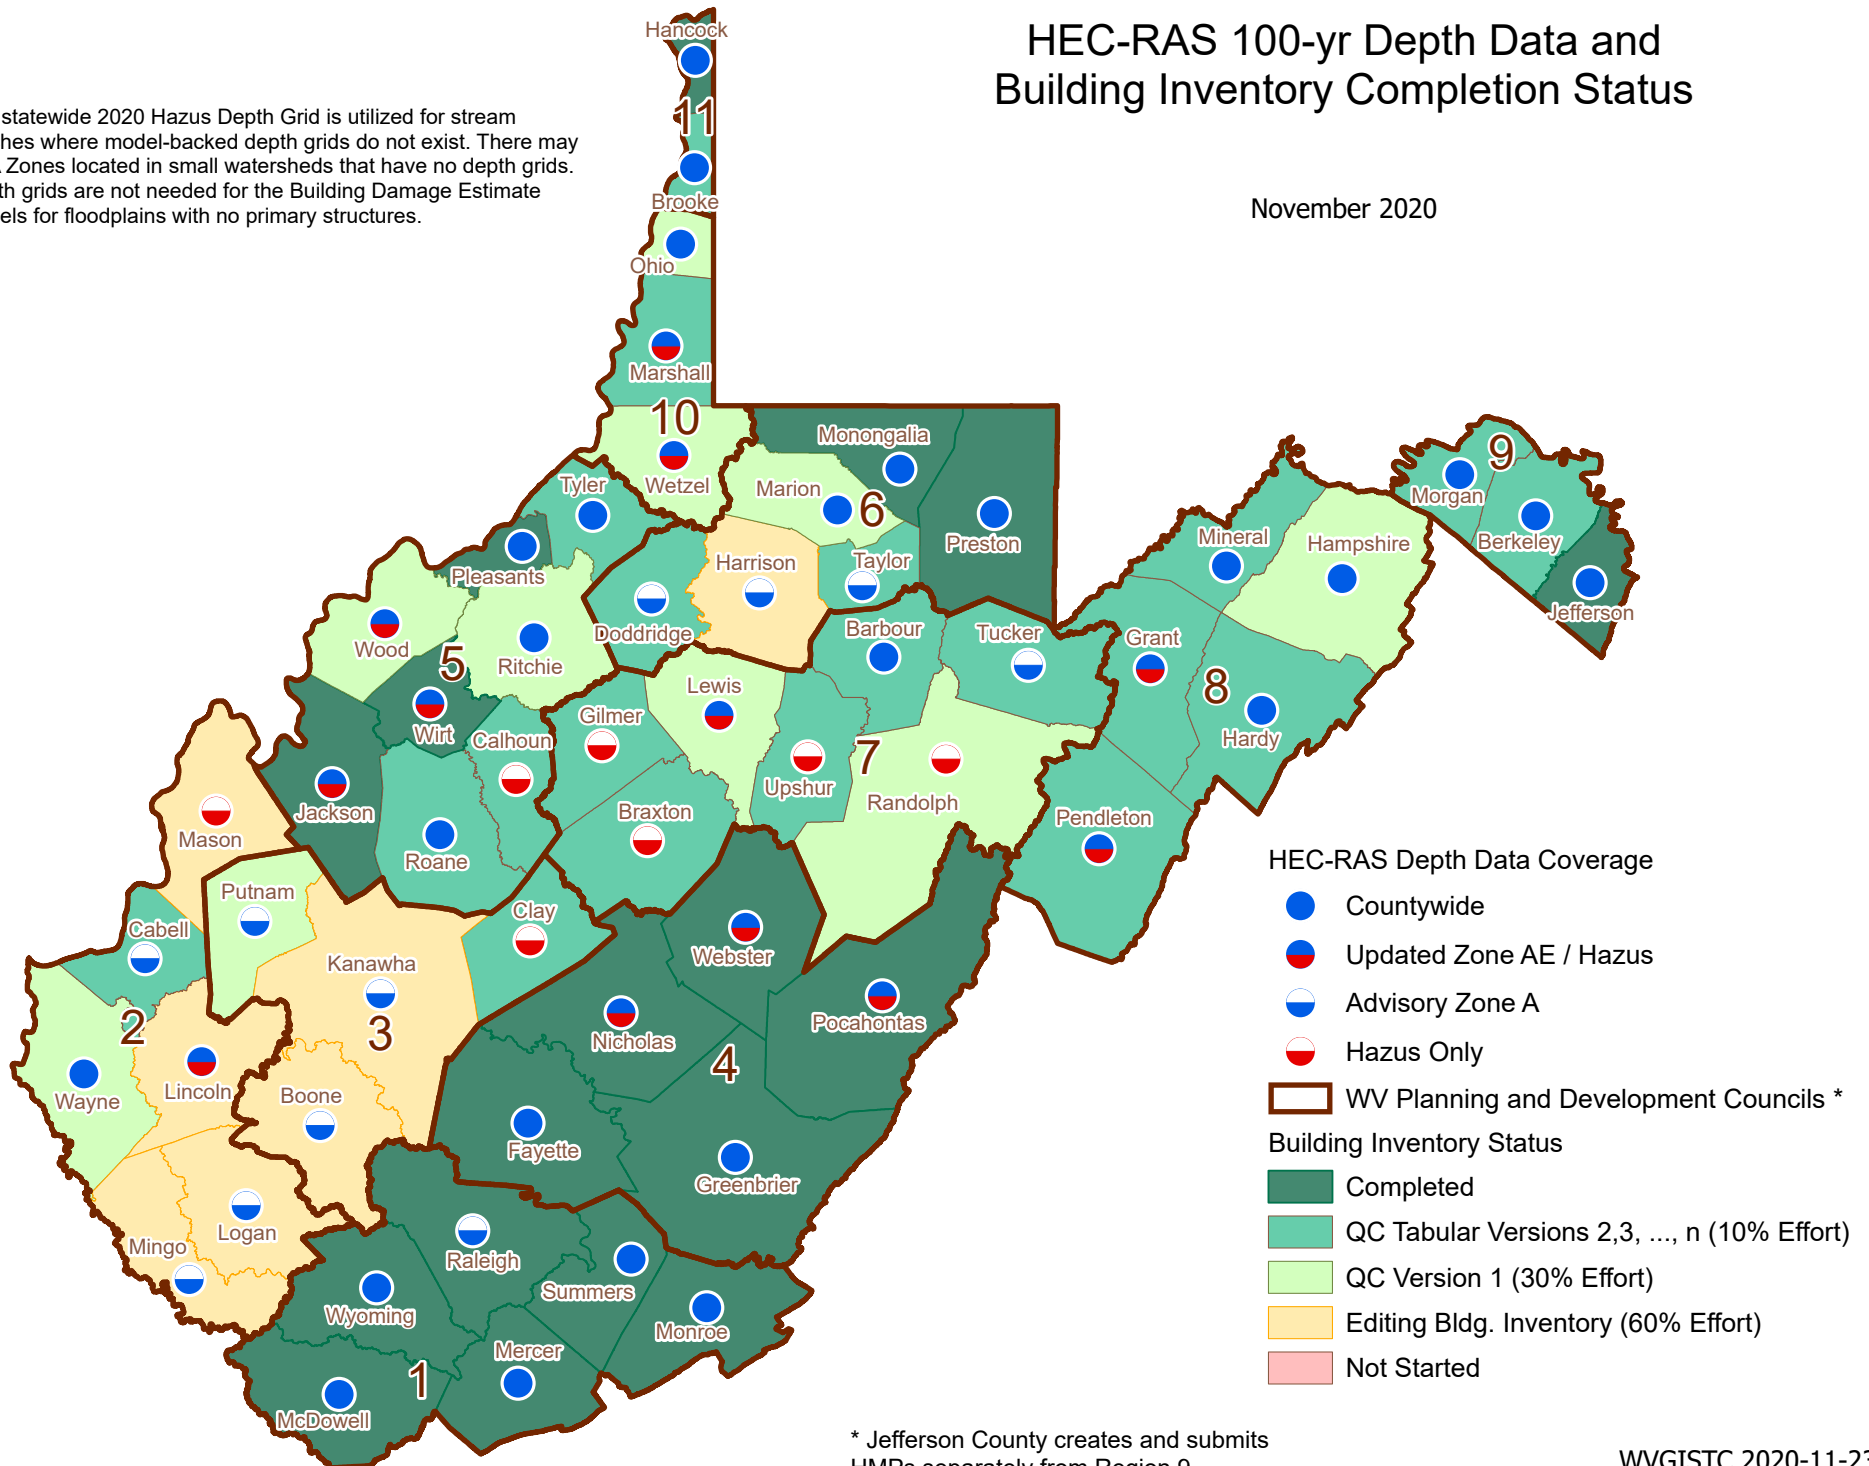 HEC-RAS 100-yr Depth Data and
Building Inventory Completion Status
November 2020
statewide 2020 Hazus Depth Grid is utilized for stream
hes where model-backed depth grids do not exist. There may
Zones located in small watersheds that have no depth grids.
th grids are not needed for the Building Damage Estimate
els for floodplains with no primary structures.
Hancock
11
Brooke
Ohio
Marshall
10
Wetzel
Monongalia
Marion
6
Preston
Tyler
Pleasants
Harrison
Taylor
Doddridge
Wood
5
Ritchie
Barbour
Tucker
Grant
Mineral
Hampshire
9
Morgan
Berkeley
Jefferson
8
Hardy
Lewis
Gilmer
Wirt
Calhoun
Upshur
7
Randolph
Jackson
Roane
Braxton
Pendleton
Mason
Putnam
Cabell
Clay
Webster
Kanawha
3
Nicholas
Pocahontas
2
Wayne
Lincoln
Boone
4
Fayette
Greenbrier
Logan
Mingo
Raleigh
Summers
Wyoming
Monroe
Mercer
1
McDowell
HEC-RAS Depth Data Coverage
Countywide
Updated Zone AE / Hazus
Advisory Zone A
Hazus Only
WV Planning and Development Councils *
Building Inventory Status
Completed
QC Tabular Versions 2,3, ..., n (10% Effort)
QC Version 1 (30% Effort)
Editing Bldg. Inventory (60% Effort)
Not Started
* Jefferson County creates and submits
HMPs separately from Region 9
WVGISTC 2020-11-23